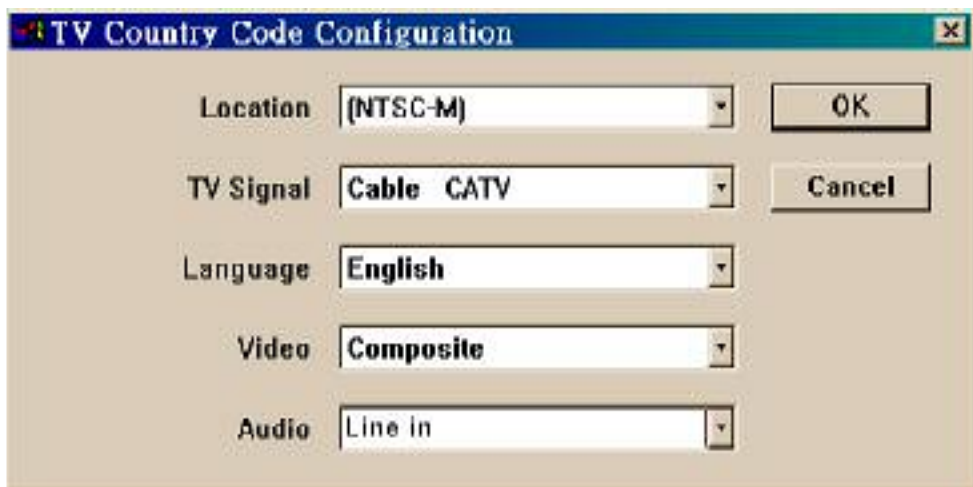 TV Country Code Configuration
Location (NTSC-M) OK
TV Signal Cable CATV Cancel
Language English
Video Composite
Audio Line in